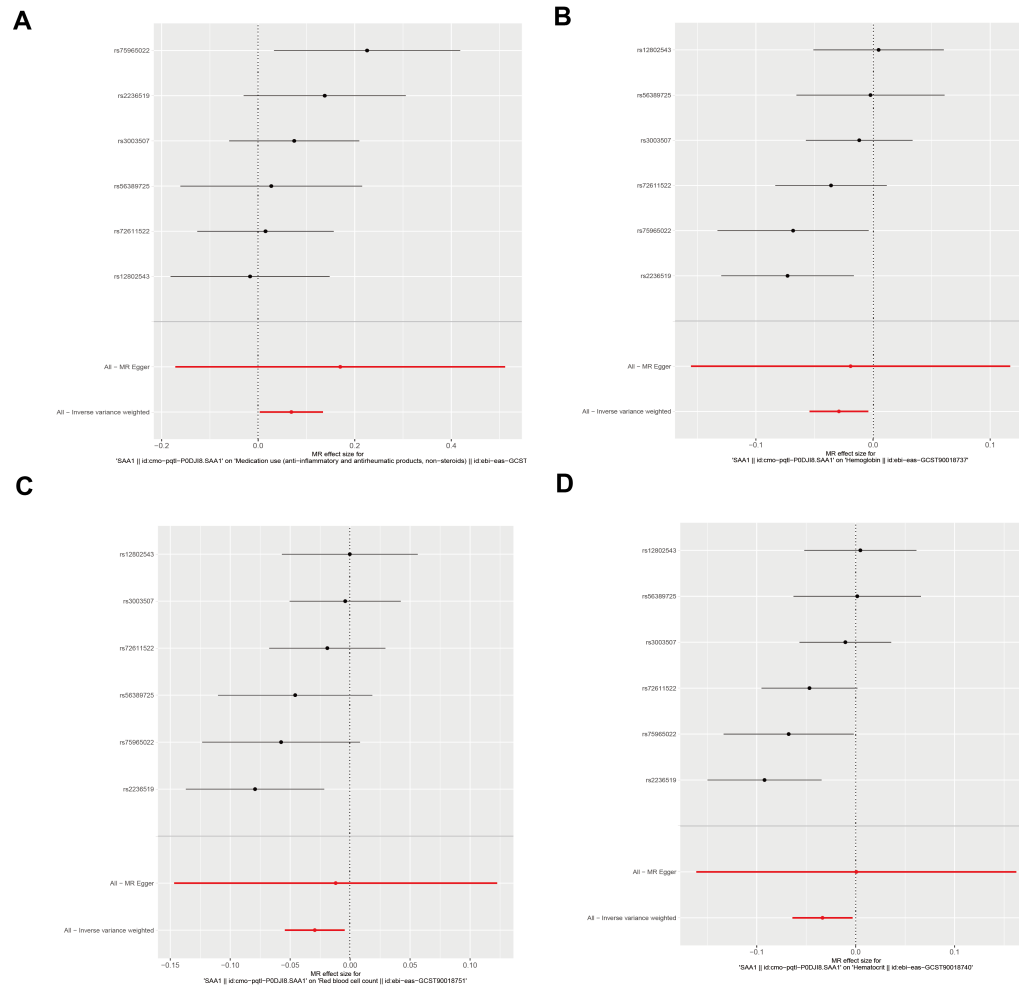 A
rs75965022
rs2236519
rs3003507
rs56389725
rs72611522
rs12802543
All − MR Egger
All − Inverse variance weighted
−0.2 0.0 0.2 0.4
MR effect size for
'SAA1 || id:cmo−pqtl−P0DJI8.SAA1' on 'Medication use (anti−inflammatory and antirheumatic products, non−steroids) || id:ebi−eas−GCST
B
rs12802543
rs56389725
rs3003507
rs72611522
rs75965022
rs2236519
All − MR Egger
All − Inverse variance weighted
−0.1 0.0 0.1
MR effect size for
'SAA1 || id:cmo−pqtl−P0DJI8.SAA1' on 'Hemoglobin || id:ebi−eas−GCST90018737'
C
rs12802543
rs3003507
rs72611522
rs56389725
rs75965022
rs2236519
All − MR Egger
All − Inverse variance weighted
−0.15 −0.10 −0.05 0.00 0.05 0.10
MR effect size for
'SAA1 || id:cmo−pqtl−P0DJI8.SAA1' on 'Red blood cell count || id:ebi−eas−GCST90018751'
D
rs12802543
rs56389725
rs3003507
rs72611522
rs75965022
rs2236519
All − MR Egger
All − Inverse variance weighted
−0.1 0.0 0.1
MR effect size for
'SAA1 || id:cmo−pqtl−P0DJI8.SAA1' on 'Hematocrit || id:ebi−eas−GCST90018740'